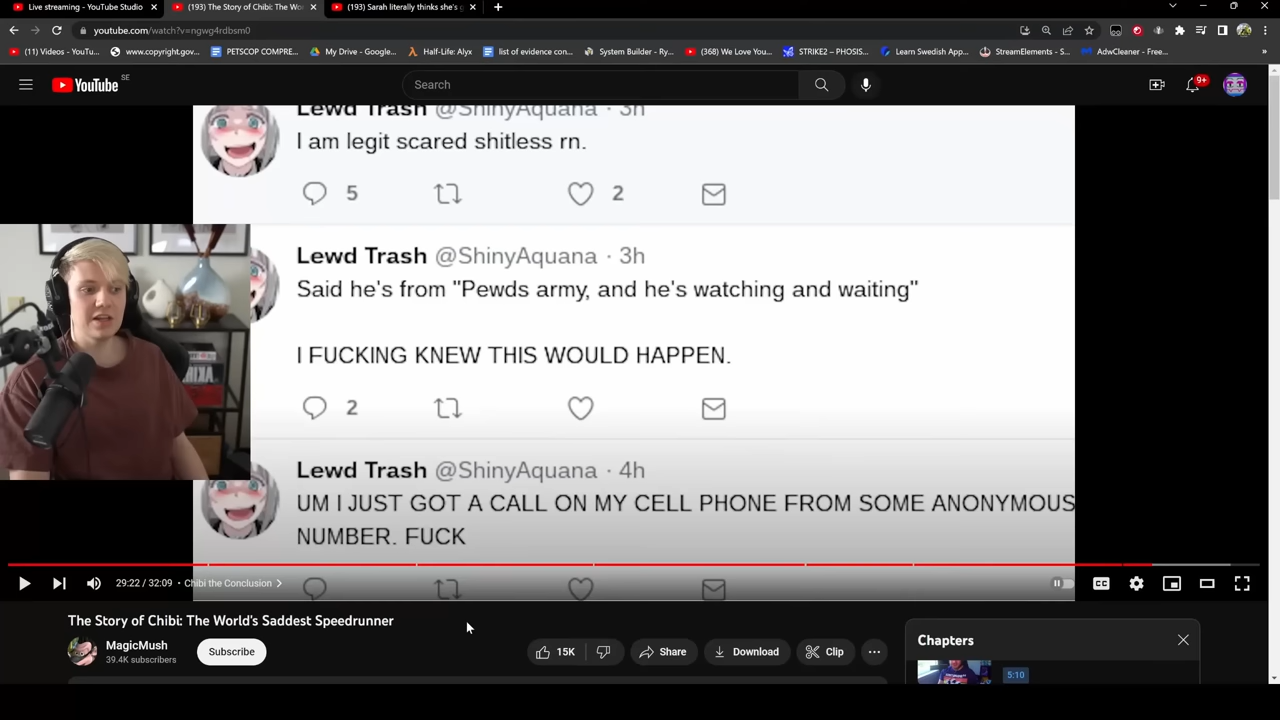 Live streaming - YouTube Studio
(193) The Story of Chibi: The Wo
(193) Sarah literally thinks she's g
youtube.com/watch?v=ngwg4rdbsm0
(11) Videos - YouTu...
www.copyright.gov...
PETSCOP COMPRE...
My Drive - Google...
Half-Life: Alyx
list of evidence con...
System Builder - Ry...
(368) We Love You...
STRIKE2 – PHOSIS...
Learn Swedish App...
StreamElements - S...
AdwCleaner - Free...
YouTube SE
Search
9+
Lewd Trash @ShinyAquana · 3h
I am legit scared shitless rn.
5 2
Lewd Trash @ShinyAquana · 3h
Said he's from "Pewds army, and he's watching and waiting"
I FUCKING KNEW THIS WOULD HAPPEN.
2
Lewd Trash @ShinyAquana · 4h
UM I JUST GOT A CALL ON MY CELL PHONE FROM SOME ANONYMOUS
NUMBER. FUCK
29:22 / 32:09 • Chibi the Conclusion
CC
The Story of Chibi: The World's Saddest Speedrunner
MagicMush
39.4K subscribers
Subscribe
15K
Share
Download
Clip
Chapters
5:10